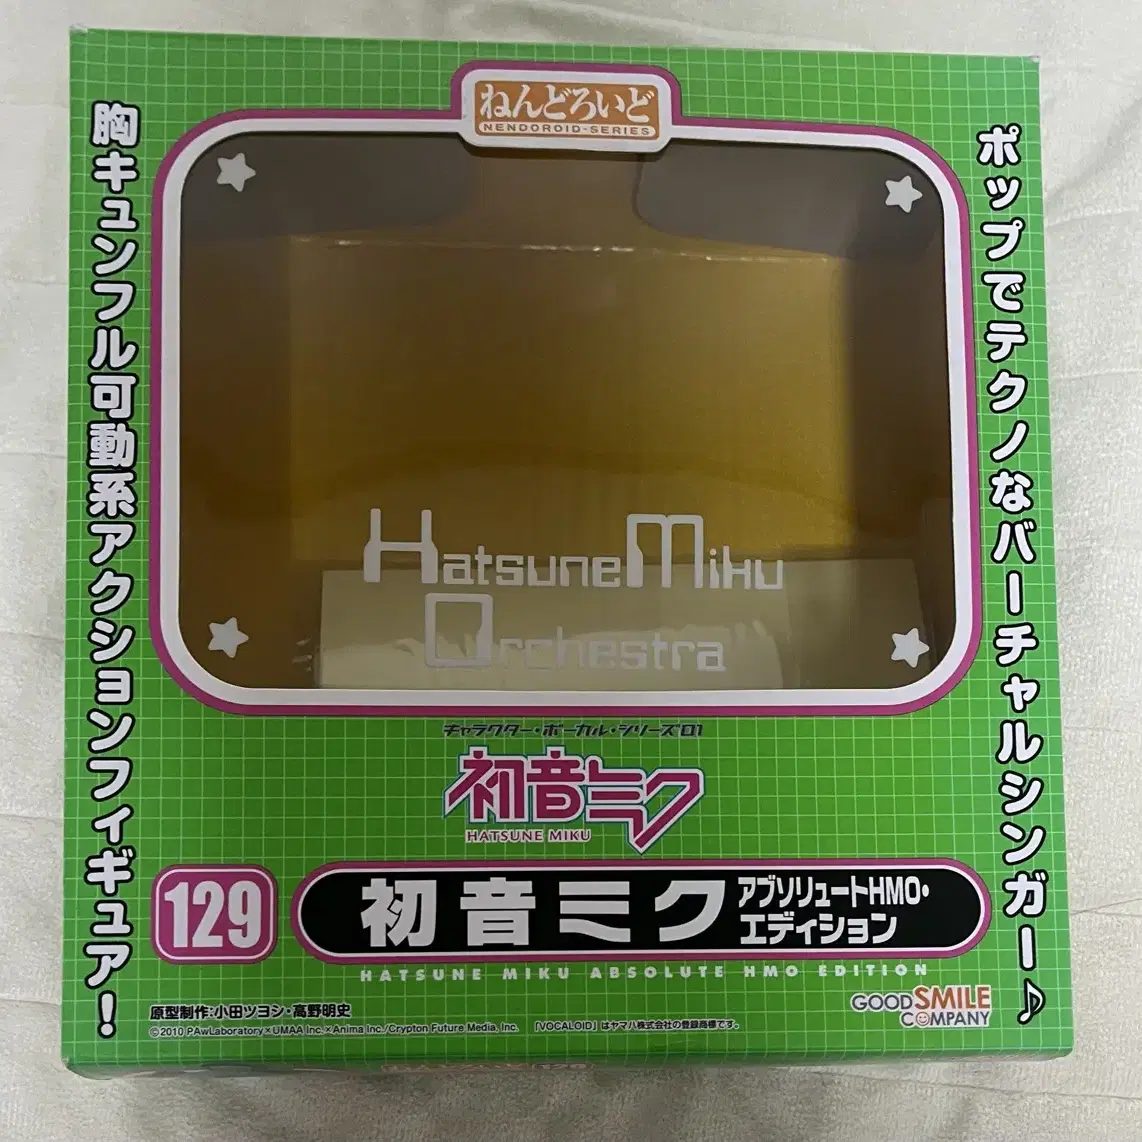 ねんどろいど
NENDOROID-SERIES
胸キュンフル可動系アクションフィギュア!
ポップでテクノなバーチャルシンガー♪
Hatsune Miku
Orchestra
キャラクター・ボーカル・シリーズ01
初音ミク
HATSUNE MIKU
129
初音ミク アブソリュートHMO・
エディション
HATSUNE MIKU ABSOLUTE HMO EDITION
原型制作:小田ツヨシ・高野明史
©2010 PAwLaboratory×UMAA Inc.×Anima Inc./Crypton Future Media, Inc. 「VOCALOID」はヤマハ株式会社の登録商標です。
GOOD SMILE
COMPANY